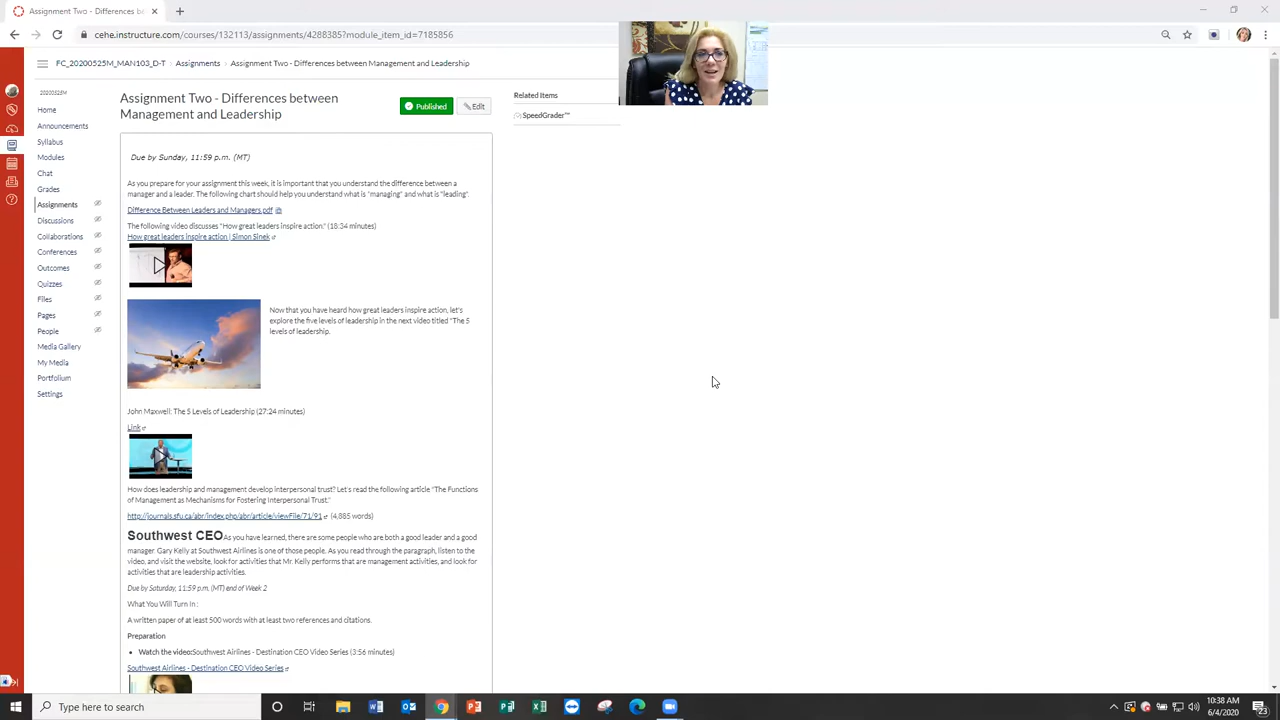 Assignment Two - Differences bet
cehs.instructure.com/courses/132113/assignments/4288385?module_item_id=7185856
FC_20200525M_MAN103_D-T > Assignments > Assignment Two - Differences between Management and Leadership
20200525M
Home
Announcements
Syllabus
Modules
Chat
Grades
Assignments
Discussions
Collaborations
Conferences
Outcomes
Quizzes
Files
Pages
People
Media Gallery
My Media
Portfolium
Settings
Assignment Two - Differences between
Management and Leadership
Published
Edit
Related Items
SpeedGrader™
Due by Sunday, 11:59 p.m. (MT)
As you prepare for your assignment this week, it is important that you understand the difference between a
manager and a leader. The following chart should help you understand what is "managing" and what is "leading".
Difference Between Leaders and Managers.pdf
The following video discusses "How great leaders inspire action." (18:34 minutes)
How great leaders inspire action | Simon Sinek
Now that you have heard how great leaders inspire action, let's
explore the five levels of leadership in the next video titled "The 5
levels of leadership.
John Maxwell: The 5 Levels of Leadership (27:24 minutes)
Link
How does leadership and management develop interpersonal trust? Let's read the following article "The Functions
of Management as Mechanisms for Fostering Interpersonal Trust."
http://journals.sfu.ca/abr/index.php/abr/article/viewFile/71/91 (4,885 words)
Southwest CEO As you have learned, there are some people who are both a good leader and a good
manager. Gary Kelly at Southwest Airlines is one of those people. As you read through the paragraph, listen to the
video, and visit the website, look for activities that Mr. Kelly performs that are management activities, and look for
activities that are leadership activities.
Due by Saturday, 11:59 p.m. (MT) end of Week 2
What You Will Turn In :
A written paper of at least 500 words with at least two references and citations.
Preparation
Watch the video:Southwest Airlines - Destination CEO Video Series (3:56 minutes)
Southwest Airlines - Destination CEO Video Series
Type here to search
10:38 AM
6/4/2020